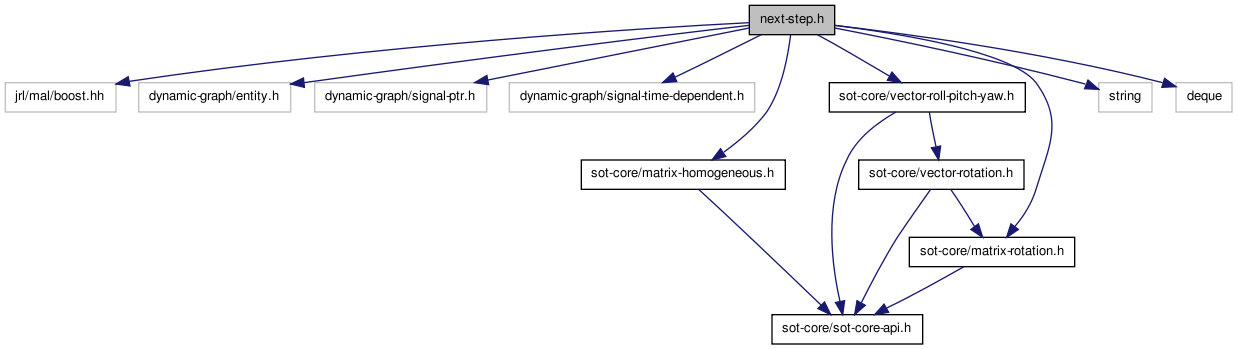 next-step.h
jrl/mal/boost.hh
dynamic-graph/entity.h
dynamic-graph/signal-ptr.h
dynamic-graph/signal-time-dependent.h
sot-core/vector-roll-pitch-yaw.h
string
deque
sot-core/matrix-homogeneous.h
sot-core/vector-rotation.h
sot-core/matrix-rotation.h
sot-core/sot-core-api.h